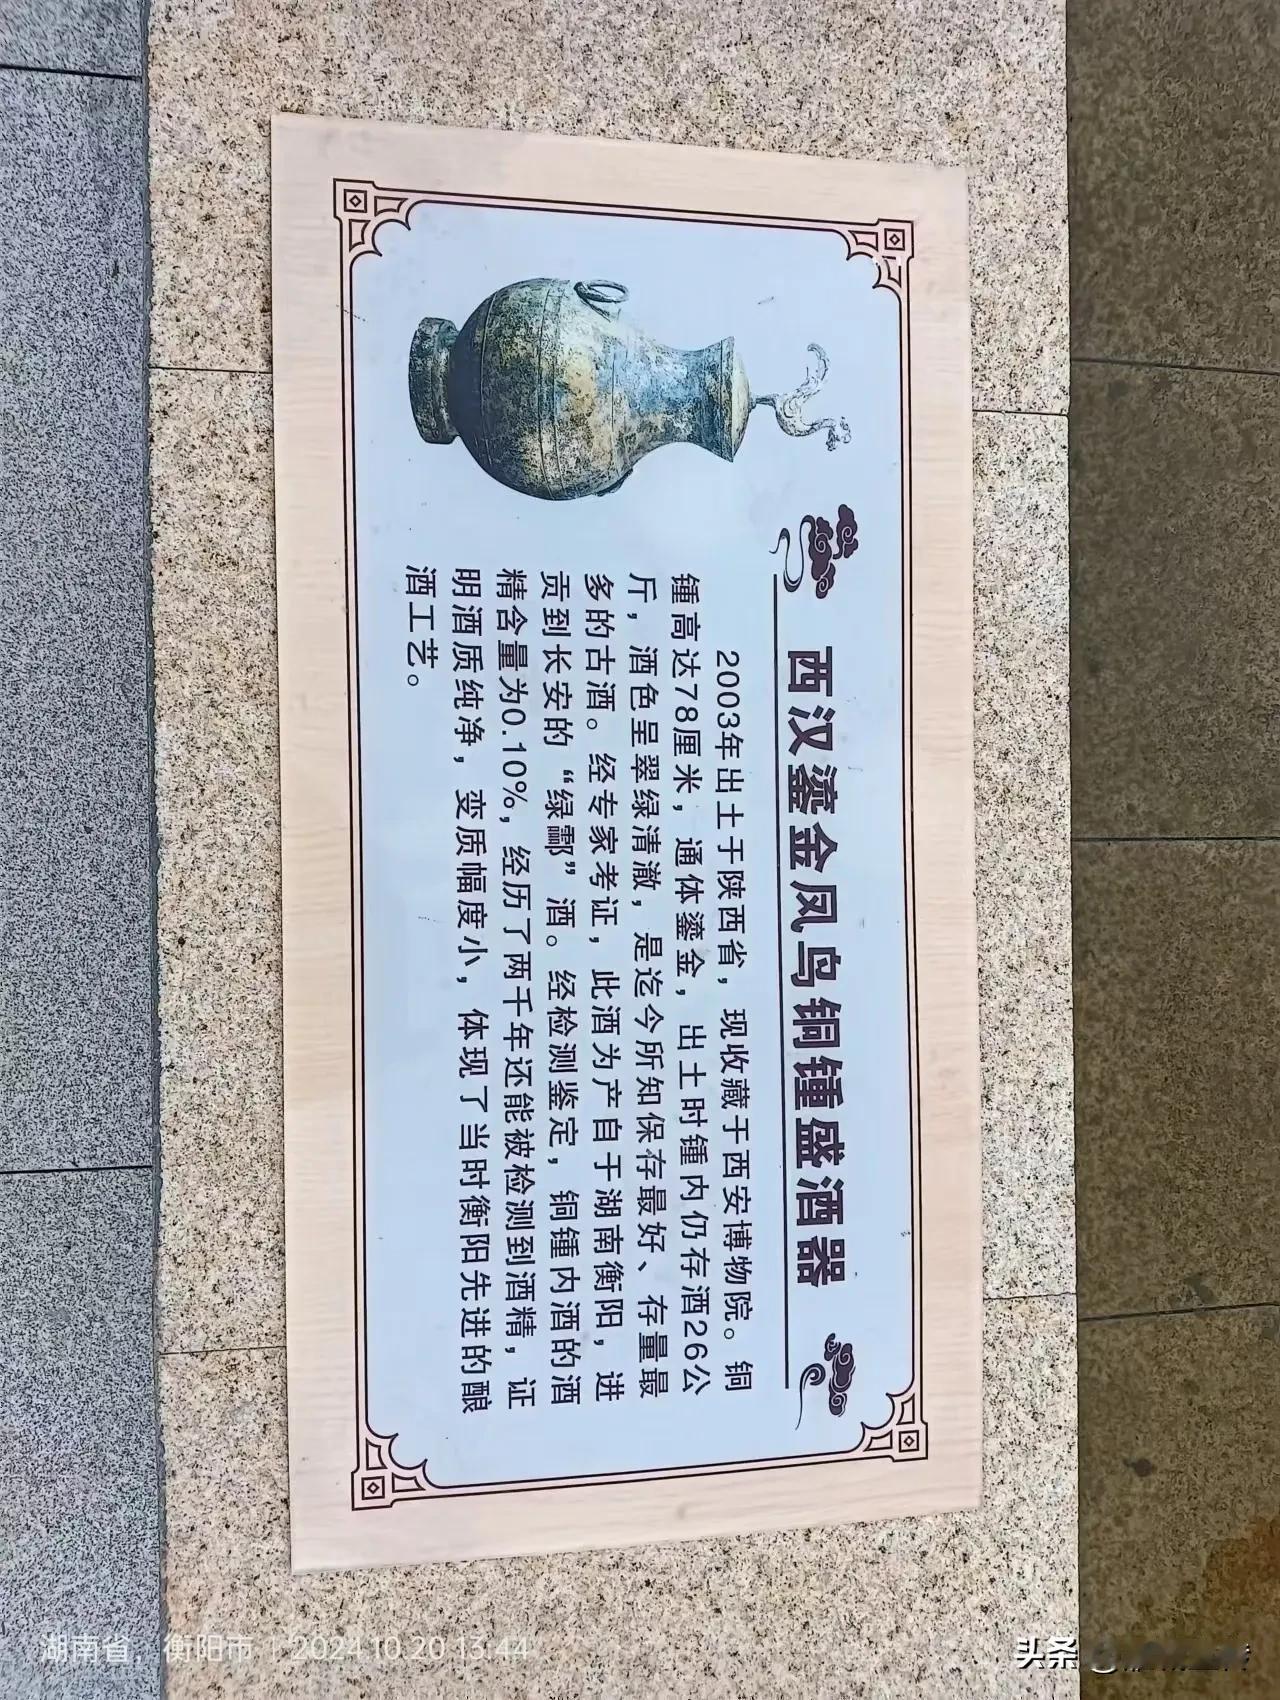 西汉鎏金凤鸟铜锺盛酒器
2003年出土于陕西省，现收藏于西安博物院。铜
锺高达78厘米，通体鎏金，出土时锺内仍存酒26公
斤，酒色呈翠绿清澈，是迄今所知保存最好、存量最
多的古酒。经专家考证，此酒为产自于湖南衡阳，进
贡到长安的“绿酃”酒。经检测鉴定，铜锺内酒的酒
精含量为0.10%，经历了两千年还能被检测到酒精，证
明酒质纯净，变质幅度小，体现了当时衡阳先进的酿
酒工艺。
湖南省，衡阳市 | 2024.10.20 13:44
头条